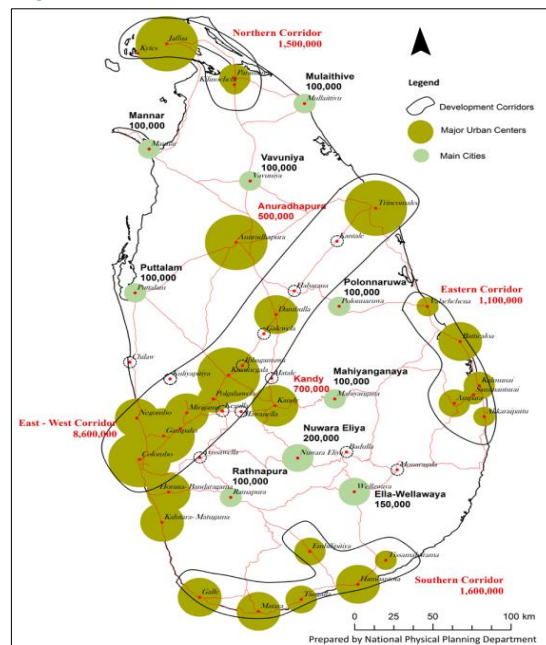 Northern Corridor
1,500,000
Jaffna
Kytes
Kilinochchi
Mulaithive
100,000
Mullaitivu
Legend
Development Corridors
Major Urban Centers
Main Cities
Mannar
100,000
Mannar
Vavuniya
100,000
Vavuniya
Anuradhapura
500,000
Anuradhapura
Trincomalee
Kantale
Habarana
Puttalam
100,000
Puttalam
Polonnaruwa
100,000
Polonnaruwa
Eastern Corridor
1,100,000
Valachchena
Dambulla
Galewela
Batticaloa
Chilaw
Kuliyapitiya
Kurunegala
Matale
Kandy
700,000
Kandy
Mahiyanganaya
100,000
Mahiyangana
Kalmunai
Sammanturai
Ampara
Akkaraipattu
East - West Corridor
8,600,000
Negombo
Mirigama
Polgahawela
Kegalle
Mawanella
Gampaha
Colombo
Avissawella
Nuwara Eliya
200,000
Nuwara Eliya
Badulla
Monaragala
Horana- Bandaragama
Rathnapura
100,000
Ratnapura
Wellawaya
Ella-Wellawaya
150,000
Kalutara- Matugama
Embilipitiya
Tissamaharama
Hambantota
Southern Corridor
1,600,000
Galle
Matara
Tangalle
0 25 50 100 km
Prepared by National Physical Planning Department